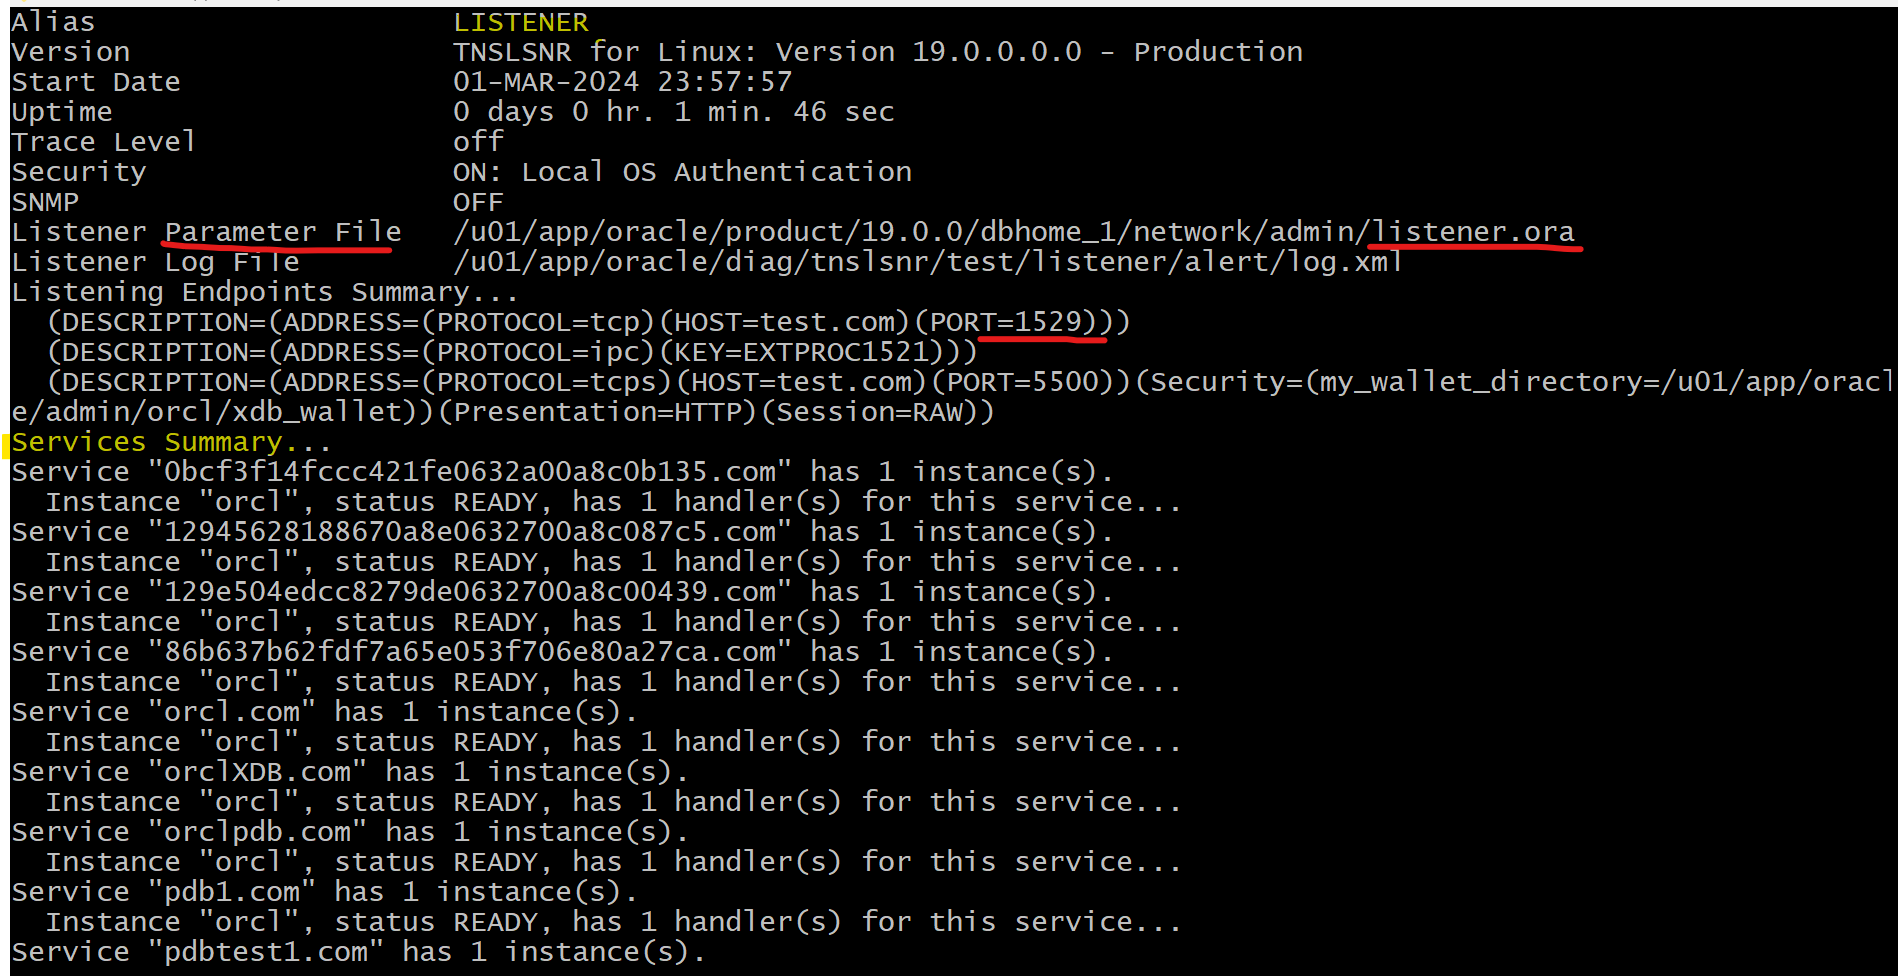 Alias                     LISTENER
Version                   TNSLSNR for Linux: Version 19.0.0.0.0 - Production
Start Date                01-MAR-2024 23:57:57
Uptime                    0 days 0 hr. 1 min. 46 sec
Trace Level               off
Security                  ON: Local OS Authentication
SNMP                      OFF
Listener Parameter File   /u01/app/oracle/product/19.0.0/dbhome_1/network/admin/listener.ora
Listener Log File         /u01/app/oracle/diag/tnslsnr/test/listener/alert/log.xml
Listening Endpoints Summary...
  (DESCRIPTION=(ADDRESS=(PROTOCOL=tcp)(HOST=test.com)(PORT=1529)))
  (DESCRIPTION=(ADDRESS=(PROTOCOL=ipc)(KEY=EXTPROC1521)))
  (DESCRIPTION=(ADDRESS=(PROTOCOL=tcps)(HOST=test.com)(PORT=5500))(Security=(my_wallet_directory=/u01/app/oracl
e/admin/orcl/xdb_wallet))(Presentation=HTTP)(Session=RAW))
Services Summary...
Service "0bcf3f14fccc421fe0632a00a8c0b135.com" has 1 instance(s).
  Instance "orcl", status READY, has 1 handler(s) for this service...
Service "12945628188670a8e0632700a8c087c5.com" has 1 instance(s).
  Instance "orcl", status READY, has 1 handler(s) for this service...
Service "129e504edcc8279de0632700a8c00439.com" has 1 instance(s).
  Instance "orcl", status READY, has 1 handler(s) for this service...
Service "86b637b62fdf7a65e053f706e80a27ca.com" has 1 instance(s).
  Instance "orcl", status READY, has 1 handler(s) for this service...
Service "orcl.com" has 1 instance(s).
  Instance "orcl", status READY, has 1 handler(s) for this service...
Service "orclXDB.com" has 1 instance(s).
  Instance "orcl", status READY, has 1 handler(s) for this service...
Service "orclpdb.com" has 1 instance(s).
  Instance "orcl", status READY, has 1 handler(s) for this service...
Service "pdb1.com" has 1 instance(s).
  Instance "orcl", status READY, has 1 handler(s) for this service...
Service "pdbtest1.com" has 1 instance(s).